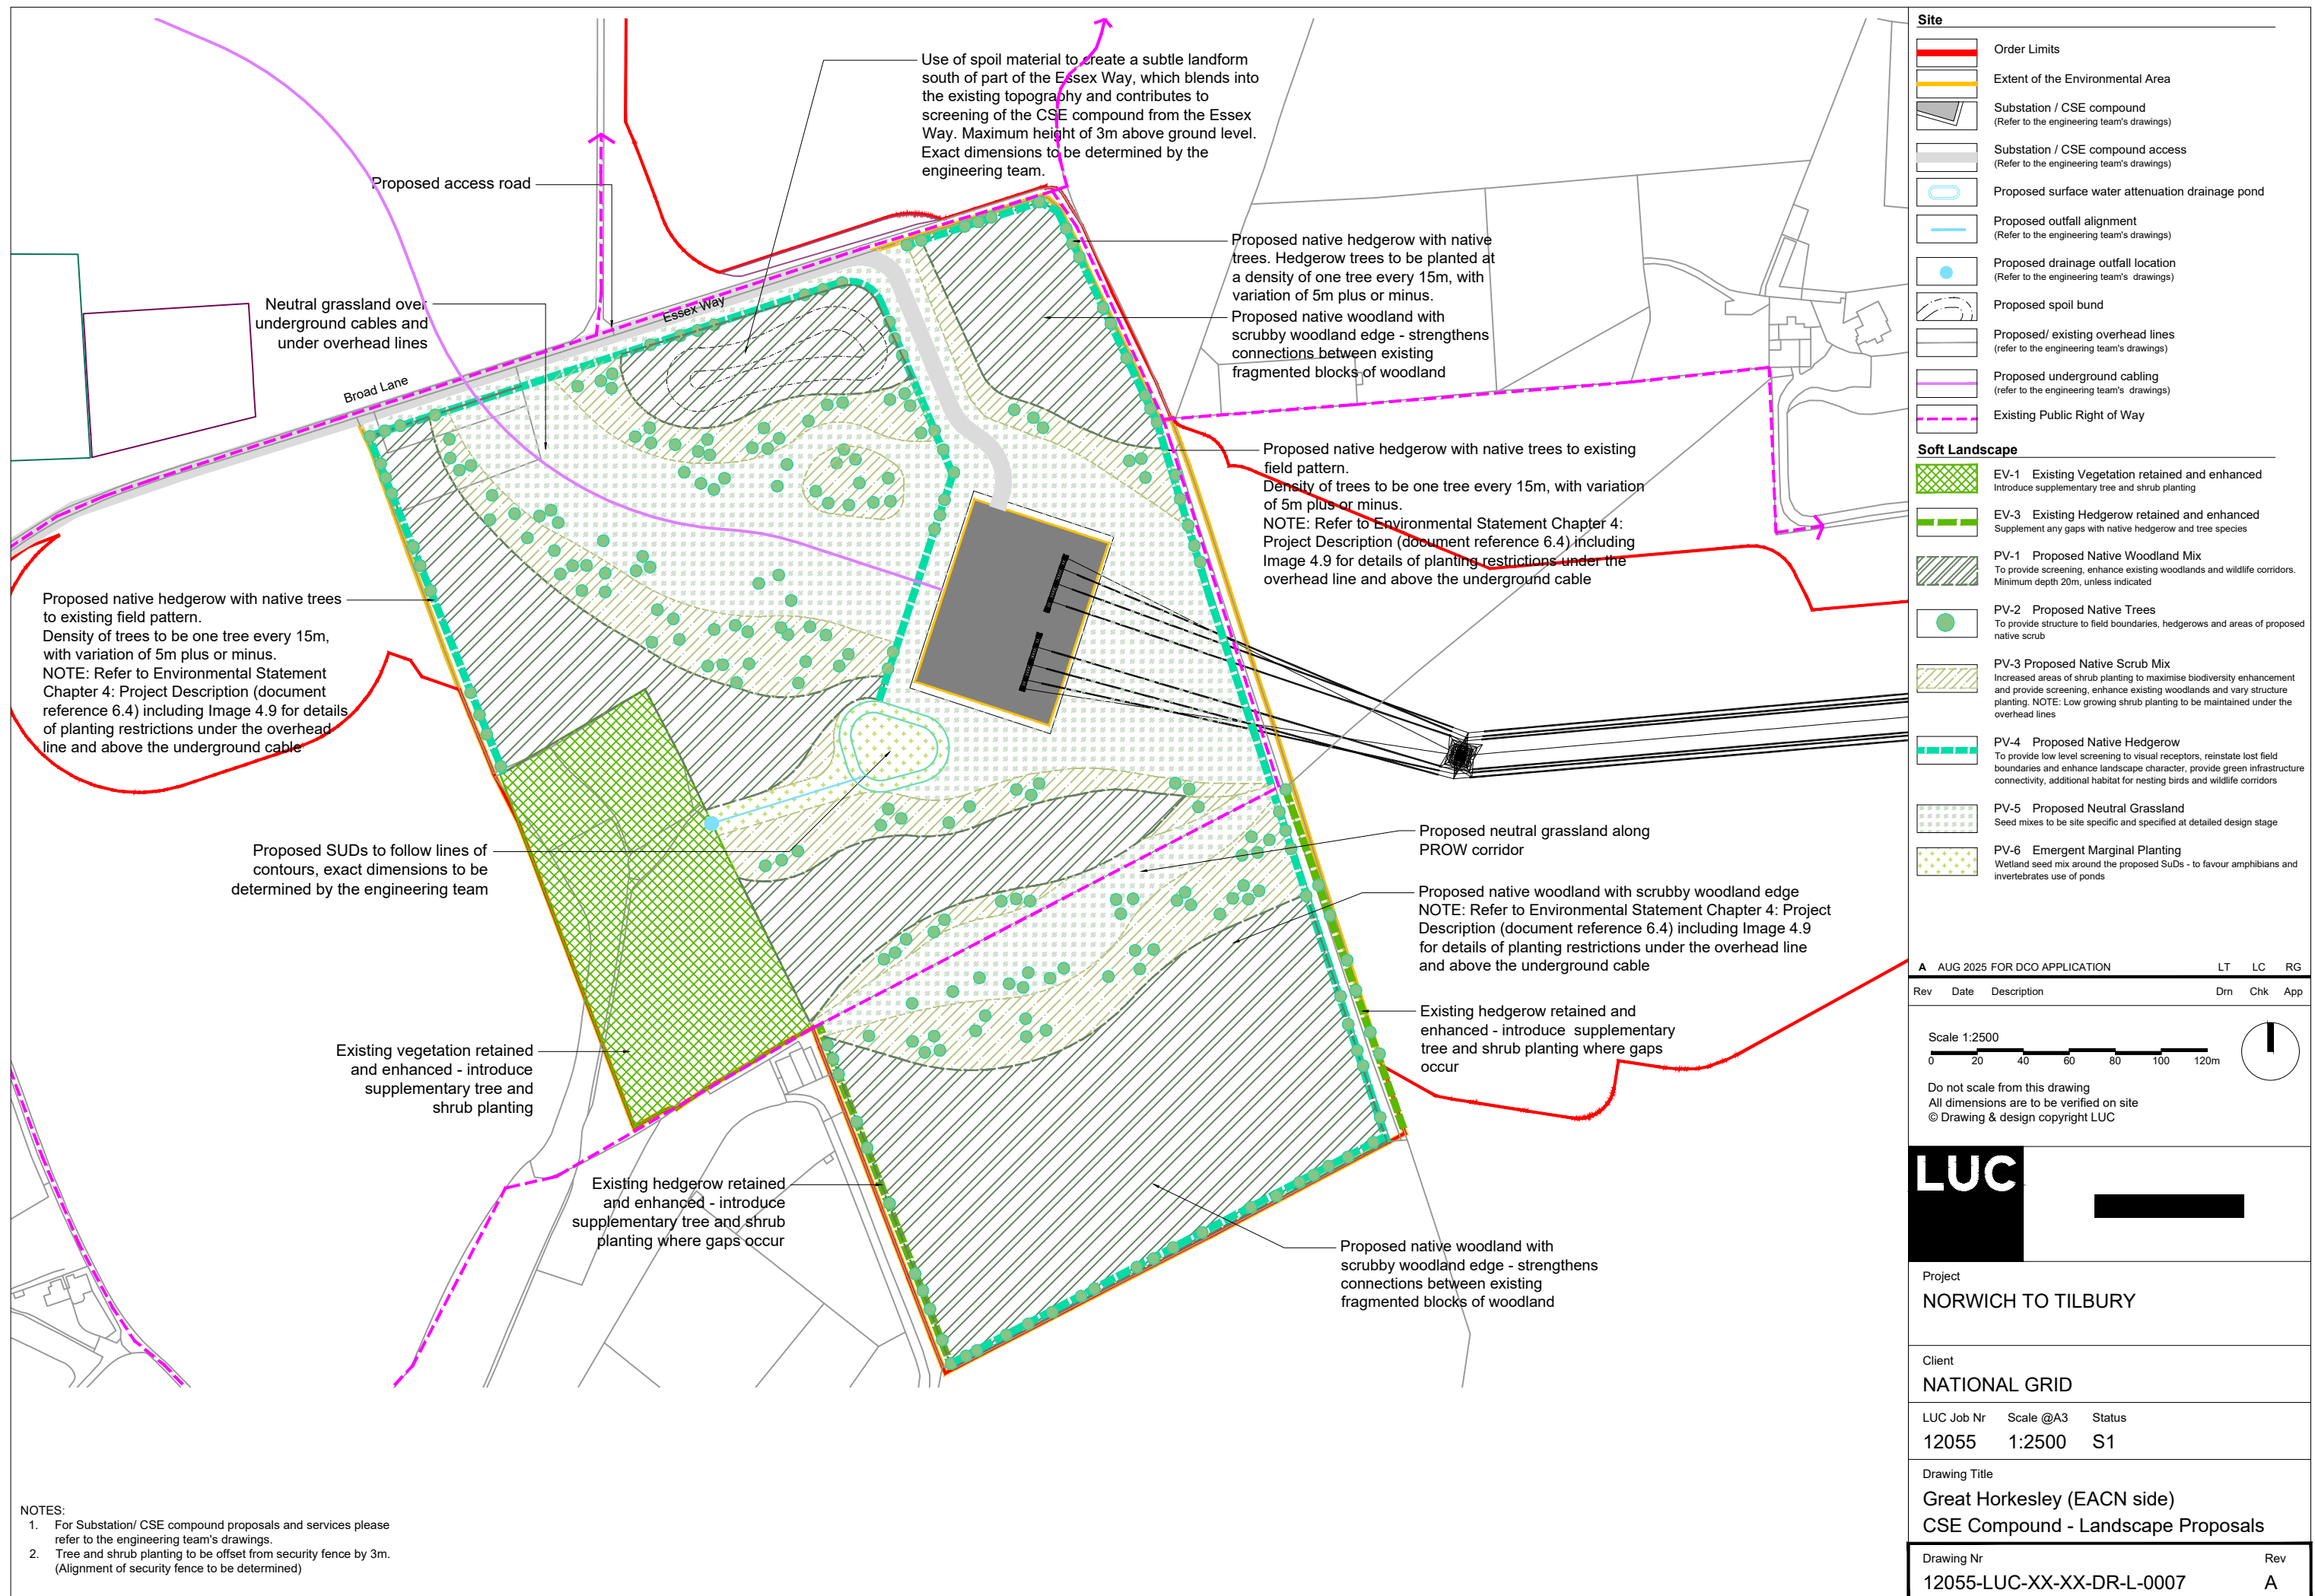 Use of spoil material to create a subtle landform
south of part of the Essex Way, which blends into
the existing topography and contributes to
screening of the CSE compound from the Essex
Way. Maximum height of 3m above ground level.
Exact dimensions to be determined by the
engineering team.
Proposed access road
Proposed native hedgerow with native
trees. Hedgerow trees to be planted at
a density of one tree every 15m, with
variation of 5m plus or minus.
Proposed native woodland with
scrubby woodland edge - strengthens
connections between existing
fragmented blocks of woodland
Neutral grassland over
underground cables and
under overhead lines
Essex Way
Broad Lane
Proposed native hedgerow with native trees to existing
field pattern.
Density of trees to be one tree every 15m, with variation
of 5m plus or minus.
NOTE: Refer to Environmental Statement Chapter 4:
Project Description (document reference 6.4) including
Image 4.9 for details of planting restrictions under the
overhead line and above the underground cable
Proposed native hedgerow with native trees
to existing field pattern.
Density of trees to be one tree every 15m,
with variation of 5m plus or minus.
NOTE: Refer to Environmental Statement
Chapter 4: Project Description (document
reference 6.4) including Image 4.9 for details
of planting restrictions under the overhead
line and above the underground cable
Proposed SUDs to follow lines of
contours, exact dimensions to be
determined by the engineering team
Proposed neutral grassland along
PROW corridor
Proposed native woodland with scrubby woodland edge
NOTE: Refer to Environmental Statement Chapter 4: Project
Description (document reference 6.4) including Image 4.9
for details of planting restrictions under the overhead line
and above the underground cable
Existing hedgerow retained and
enhanced - introduce supplementary
tree and shrub planting where gaps
occur
Existing vegetation retained
and enhanced - introduce
supplementary tree and
shrub planting
Existing hedgerow retained
and enhanced - introduce
supplementary tree and shrub
planting where gaps occur
Proposed native woodland with
scrubby woodland edge - strengthens
connections between existing
fragmented blocks of woodland
NOTES:
1. For Substation/ CSE compound proposals and services please
refer to the engineering team's drawings.
2. Tree and shrub planting to be offset from security fence by 3m.
(Alignment of security fence to be determined)
Site
Order Limits
Extent of the Environmental Area
Substation / CSE compound
(Refer to the engineering team's drawings)
Substation / CSE compound access
(Refer to the engineering team's drawings)
Proposed surface water attenuation drainage pond
Proposed outfall alignment
(Refer to the engineering team's drawings)
Proposed drainage outfall location
(Refer to the engineering team's drawings)
Proposed spoil bund
Proposed/ existing overhead lines
(refer to the engineering team's drawings)
Proposed underground cabling
(refer to the engineering team's drawings)
Existing Public Right of Way
Soft Landscape
EV-1 Existing Vegetation retained and enhanced
Introduce supplementary tree and shrub planting
EV-3 Existing Hedgerow retained and enhanced
Supplement any gaps with native hedgerow and tree species
PV-1 Proposed Native Woodland Mix
To provide screening, enhance existing woodlands and wildlife corridors.
Minimum depth 20m, unless indicated
PV-2 Proposed Native Trees
To provide structure to field boundaries, hedgerows and areas of proposed
native scrub
PV-3 Proposed Native Scrub Mix
Increased areas of shrub planting to maximise biodiversity enhancement
and provide screening, enhance existing woodlands and vary structure
planting. NOTE: Low growing shrub planting to be maintained under the
overhead lines
PV-4 Proposed Native Hedgerow
To provide low level screening to visual receptors, reinstate lost field
boundaries and enhance landscape character, provide green infrastructure
connectivity, additional habitat for nesting birds and wildlife corridors
PV-5 Proposed Neutral Grassland
Seed mixes to be site specific and specified at detailed design stage
PV-6 Emergent Marginal Planting
Wetland seed mix around the proposed SuDs - to favour amphibians and
invertebrates use of ponds
A AUG 2025 FOR DCO APPLICATION LT LC RG
Rev Date Description Drn Chk App
Scale 1:2500
0 20 40 60 80 100 120m
Do not scale from this drawing
All dimensions are to be verified on site
© Drawing & design copyright LUC
LUC
Project
NORWICH TO TILBURY
Client
NATIONAL GRID
LUC Job Nr Scale @A3 Status
12055 1:2500 S1
Drawing Title
Great Horkesley (EACN side)
CSE Compound - Landscape Proposals
Drawing Nr Rev
12055-LUC-XX-XX-DR-L-0007 A